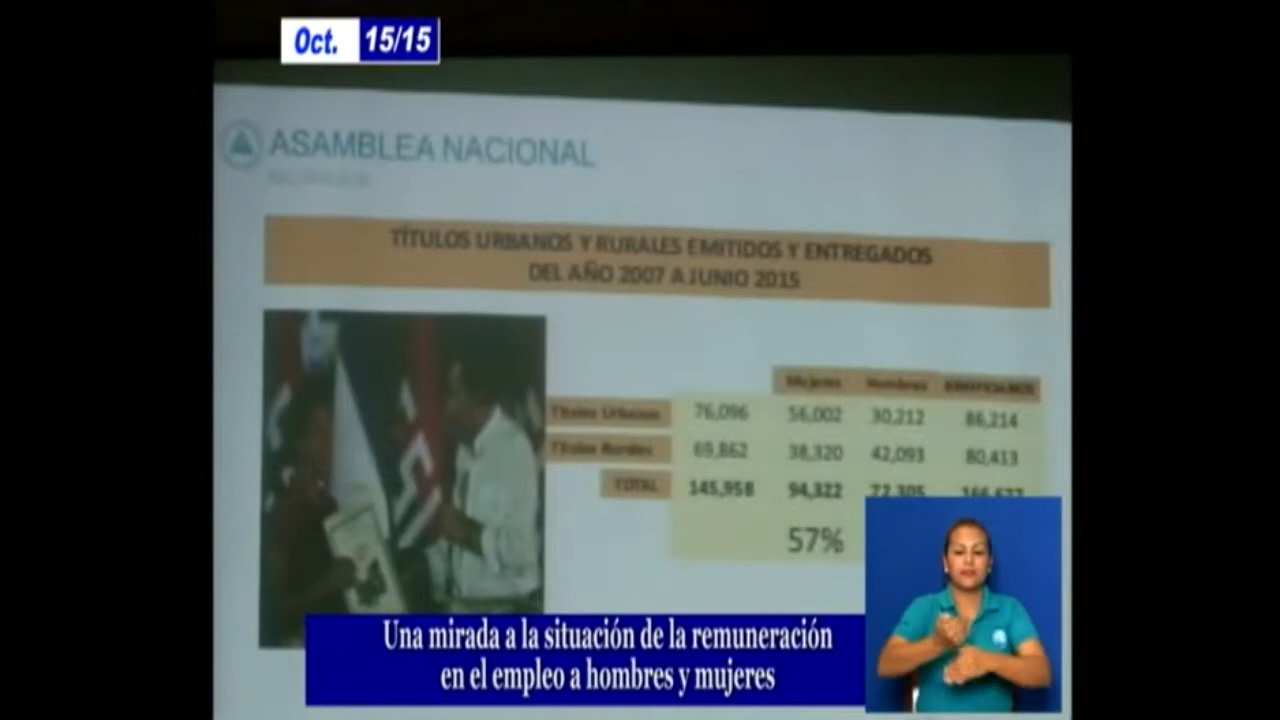 Oct. 15/15
ASAMBLEA NACIONAL
TÍTULOS URBANOS Y RURALES EMITIDOS Y ENTREGADOS
DEL AÑO 2007 A JUNIO 2015
Mujeres Hombres
Títulos Urbanos 76,096 56,002 30,212 86,214
Títulos Rurales 69,862 38,320 42,093 80,413
TOTAL 145,958 94,322 72,305
57%
Una mirada a la situación de la remuneración
en el empleo a hombres y mujeres